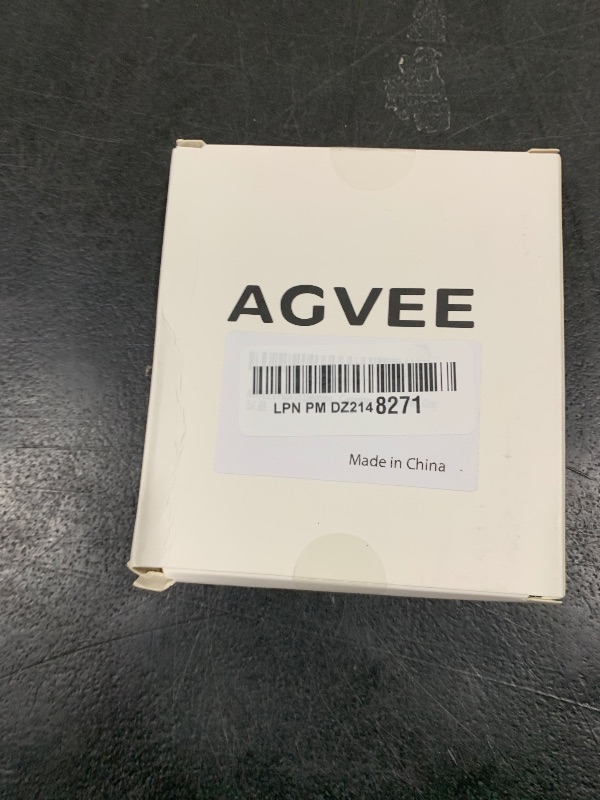 AGVEE
LPN PM DZ2148271
Made in China